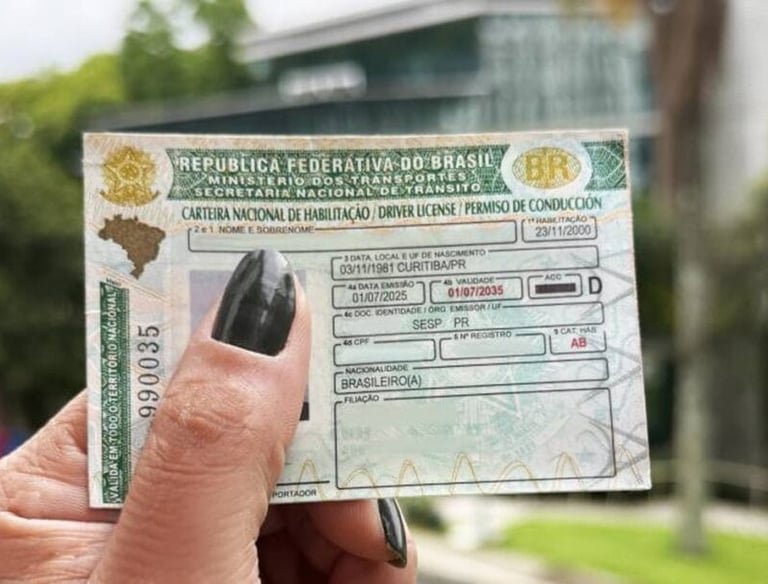 REPÚBLICA FEDERATIVA DO BRASIL
MINISTÉRIO DOS TRANSPORTES
SECRETARIA NACIONAL DE TRÂNSITO
BR
CARTEIRA NACIONAL DE HABILITAÇÃO / DRIVER LICENSE / PERMISO DE CONDUCCIÓN
2 e 1 NOME E SOBRENOME
1ª HABILITAÇÃO
23/11/2000
3 DATA, LOCAL E UF DE NASCIMENTO
03/11/1981 CURITIBA/PR
4a DATA EMISSÃO
01/07/2025
4b VALIDADE
01/07/2035
ACC
D
4c DOC. IDENTIDADE / ÓRG. EMISSOR / UF
SESP PR
4d CPF
5 Nº REGISTRO
9 CAT. HAB
AB
NACIONALIDADE
BRASILEIRO(A)
FILIAÇÃO
VÁLIDA EM TODO O TERRITÓRIO NACIONAL
990035
PORTADOR